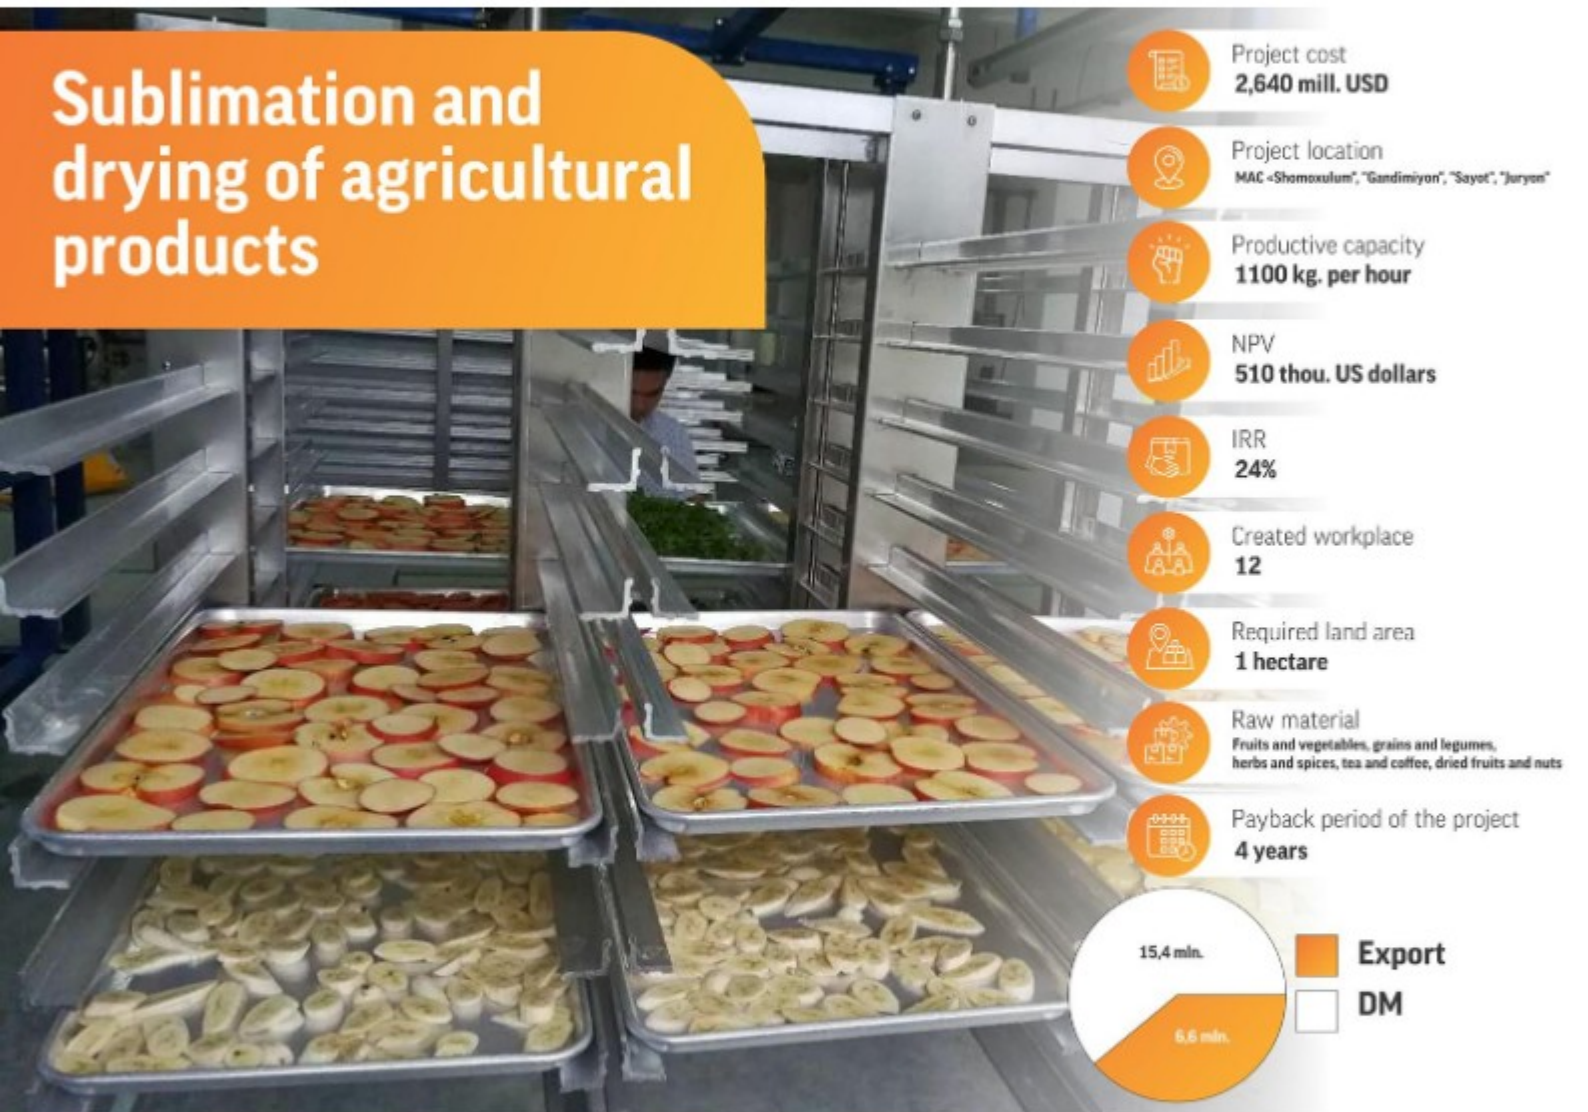 Sublimation and
drying of agricultural
products
Project cost
2,640 mill. USD
Project location
MAC «Shomoxulum", "Gandimiyon", "Sayot", "Juryon"
Productive capacity
1100 kg. per hour
NPV
510 thou. US dollars
IRR
24%
Created workplace
12
Required land area
1 hectare
Raw material
Fruits and vegetables, grains and legumes,
herbs and spices, tea and coffee, dried fruits and nuts
Payback period of the project
4 years
15,4 mln.
6,6 mln.
Export
DM